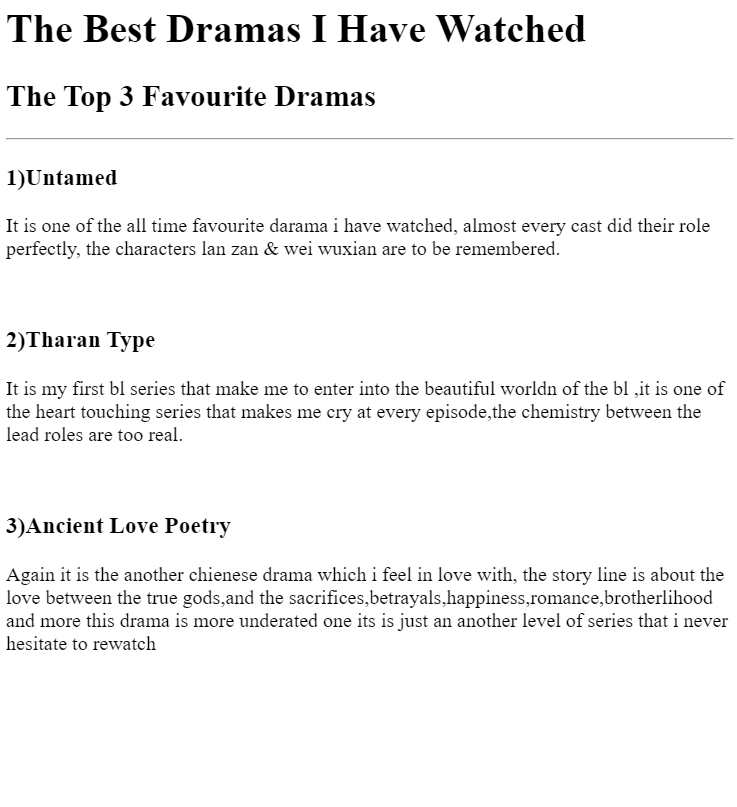 The Best Dramas I Have Watched
The Top 3 Favourite Dramas
1)Untamed
It is one of the all time favourite darama i have watched, almost every cast did their role
perfectly, the characters lan zan & wei wuxian are to be remembered.
2)Tharan Type
It is my first bl series that make me to enter into the beautiful worldn of the bl ,it is one of
the heart touching series that makes me cry at every episode,the chemistry between the
lead roles are too real.
3)Ancient Love Poetry
Again it is the another chienese drama which i feel in love with, the story line is about the
love between the true gods,and the sacrifices,betrayals,happiness,romance,brotherlihood
and more this drama is more underated one its is just an another level of series that i never
hesitate to rewatch